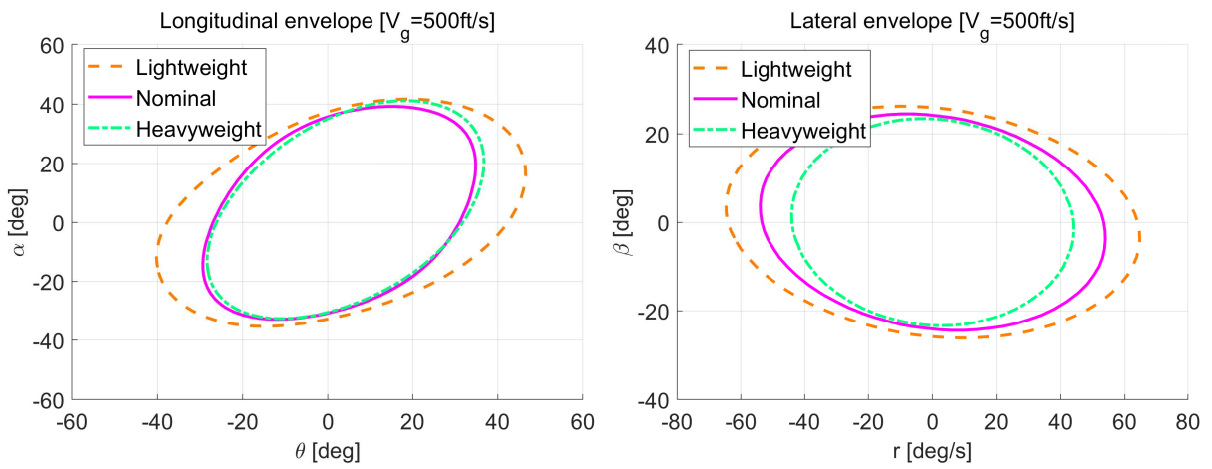 Longitudinal envelope [V_g=500ft/s]
60
40
20
0
-20
-40
-60
α [deg]
Lightweight
Nominal
Heavyweight
-60 -40 -20 0 20 40 60
θ [deg]
Lateral envelope [V_g=500ft/s]
40
20
0
-20
-40
β [deg]
Lightweight
Nominal
Heavyweight
-80 -60 -40 -20 0 20 40 60 80
r [deg/s]